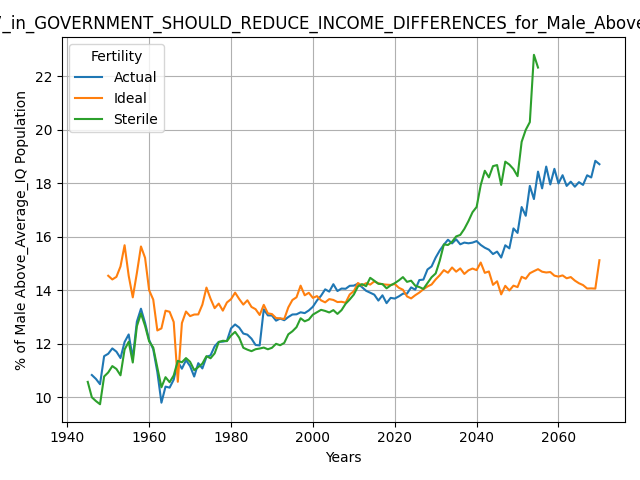 _in_GOVERNMENT_SHOULD_REDUCE_INCOME_DIFFERENCES_for_Male_Above
Fertility
Actual
Ideal
Sterile
% of Male Above_Average_IQ Population
22
20
18
16
14
12
10
1940
1960
1980
2000
2020
2040
2060
Years